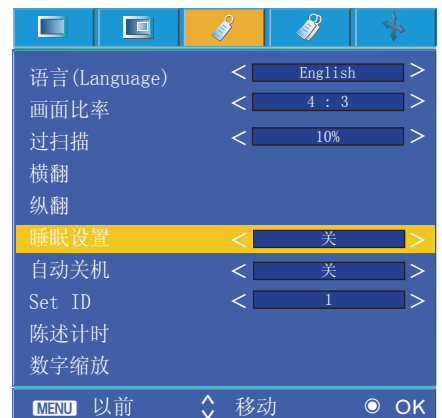 语言(Language) < English >
画面比率 < 4 : 3 >
过扫描 < 10% >
横翻
纵翻
睡眠设置 < 关 >
自动关机 < 关 >
Set ID < 1 >
陈述计时
数字缩放
MENU 以前 移动 OK